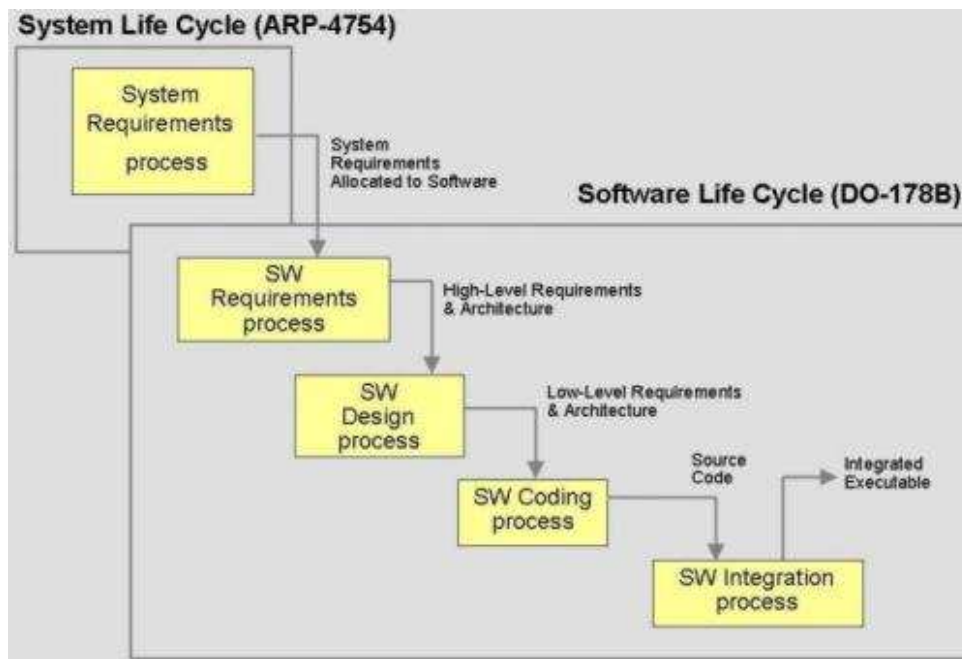 System Life Cycle (ARP-4754)
System
Requirements
process
System
Requirements
Allocated to Software
Software Life Cycle (DO-178B)
SW
Requirements
process
High-Level Requirements
& Architecture
SW
Design
process
Low-Level Requirements
& Architecture
SW Coding
process
Source
Code
Integrated
Executable
SW Integration
process